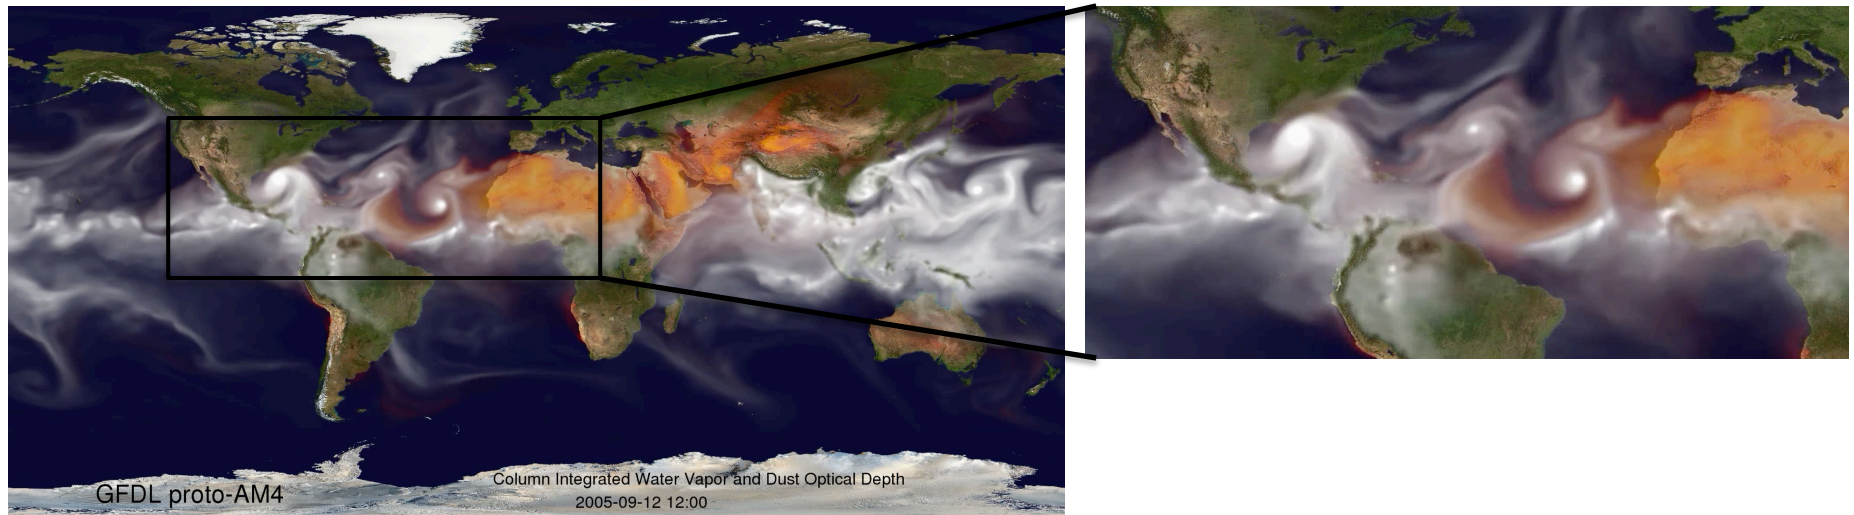 GFDL proto-AM4
Column Integrated Water Vapor and Dust Optical Depth
2005-09-12 12:00